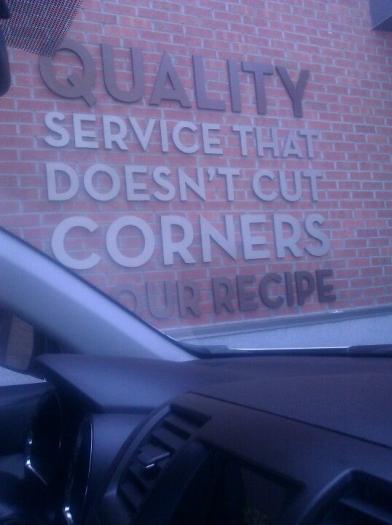 QUALITY
SERVICE THAT
DOESN'T CUT
CORNERS
OUR RECIPE